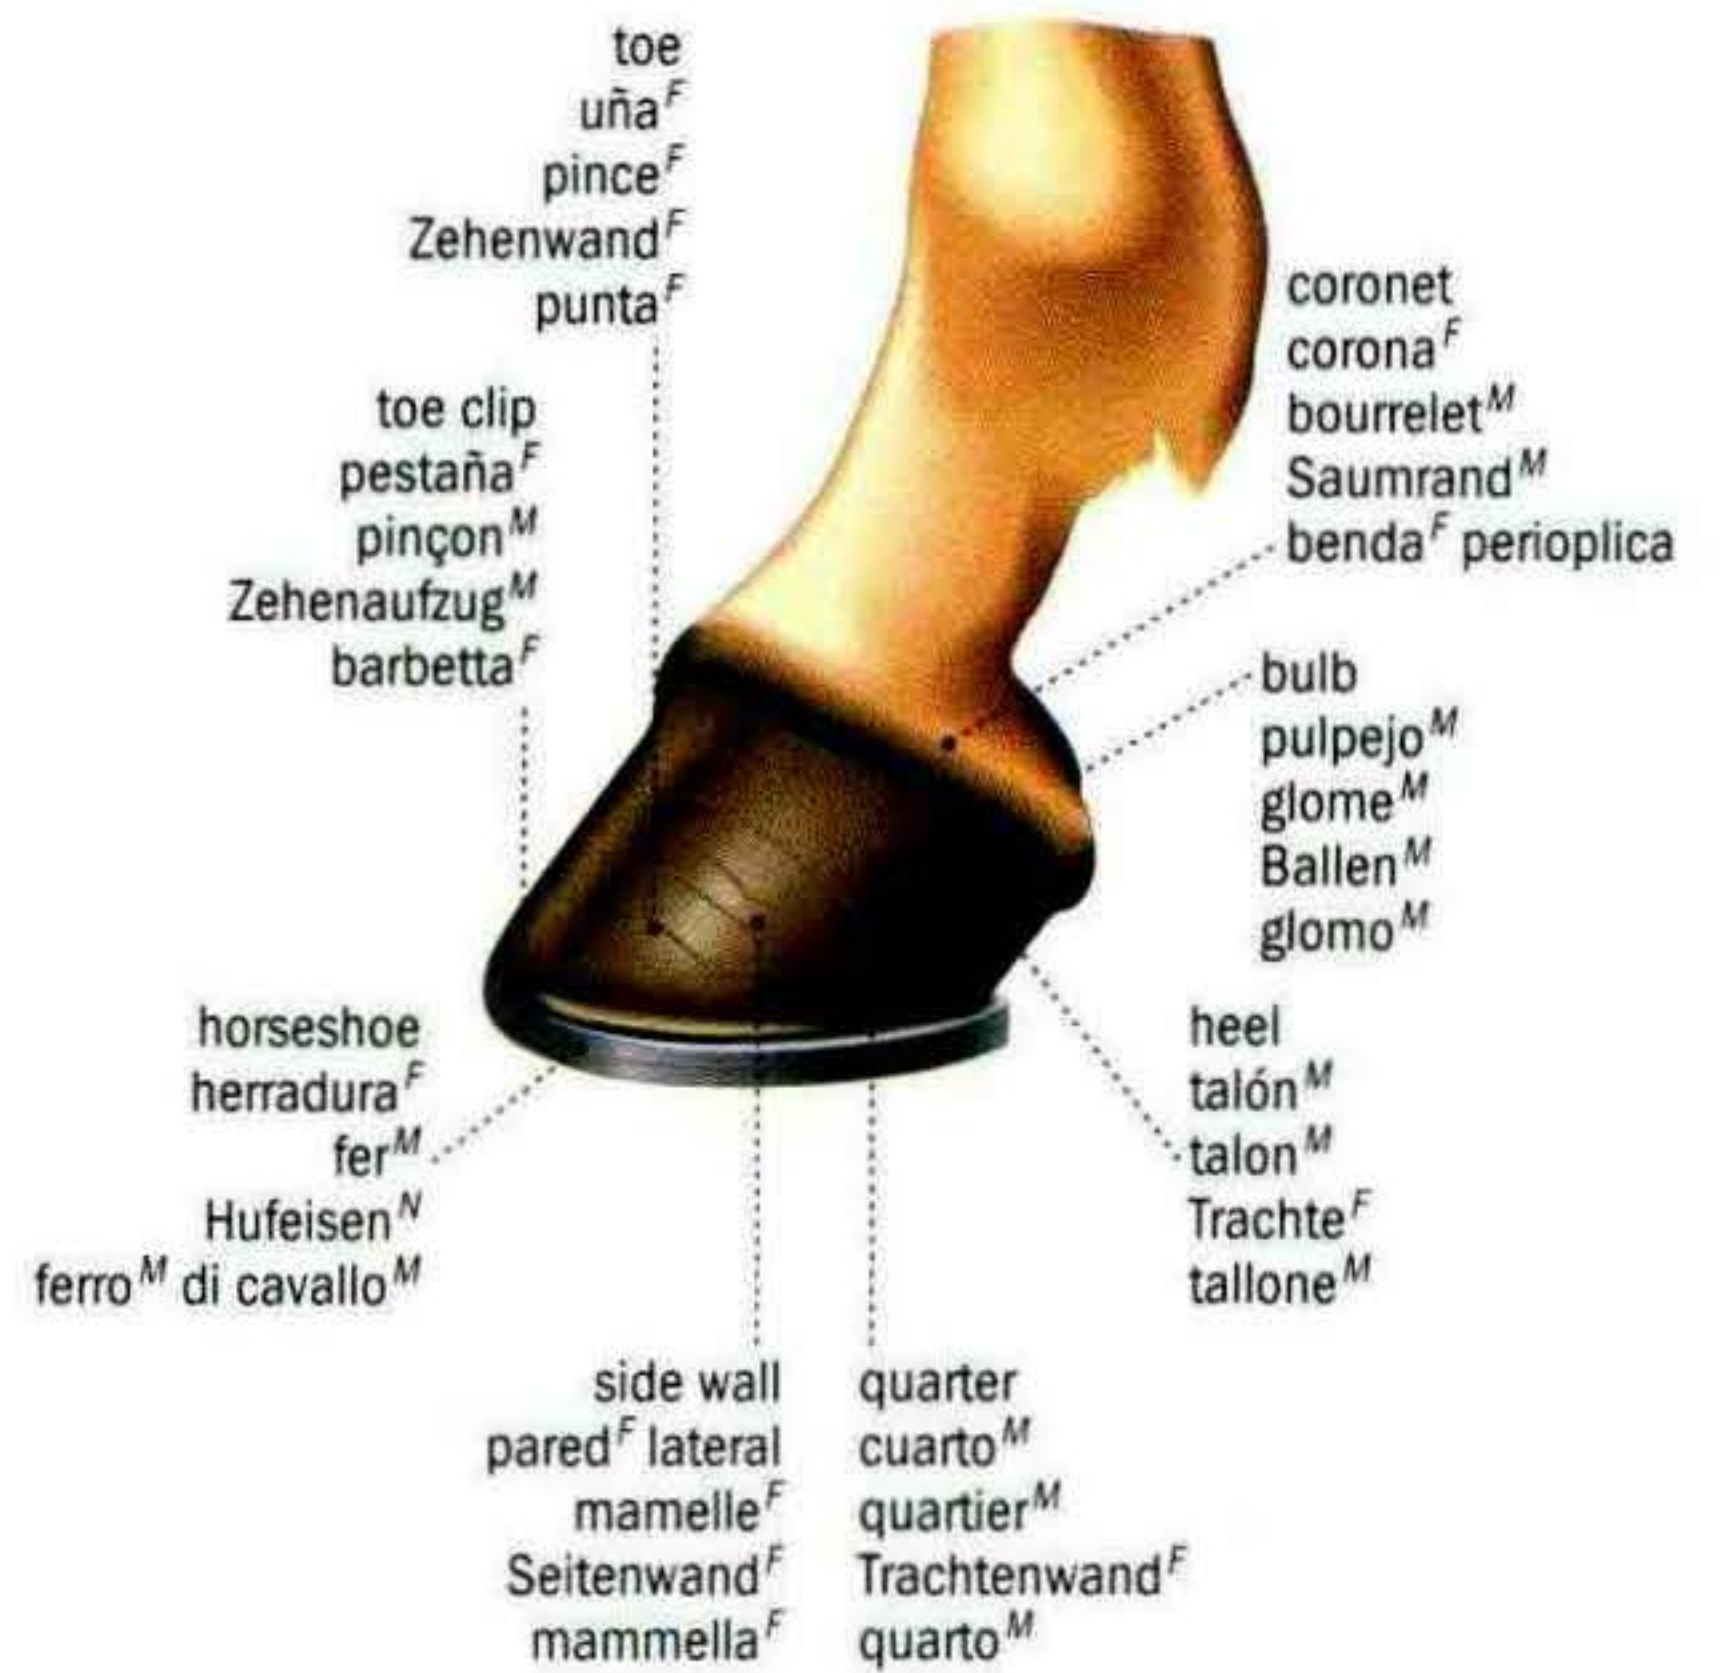 toe
uña F
pince F
Zehenwand F
punta F
toe clip
pestaña F
pinçon M
Zehenaufzug M
barbetta F
coronet
corona F
bourrelet M
Saumrand M
benda F perioplica
bulb
pulpejo M
glome M
Ballen M
glomo M
horseshoe
herradura F
fer M
Hufeisen N
ferro M di cavallo M
heel
talón M
talon M
Trachte F
tallone M
side wall
pared F lateral
mamelle F
Seitenwand F
mammella F
quarter
cuarto M
quartier M
Trachtenwand F
quarto M